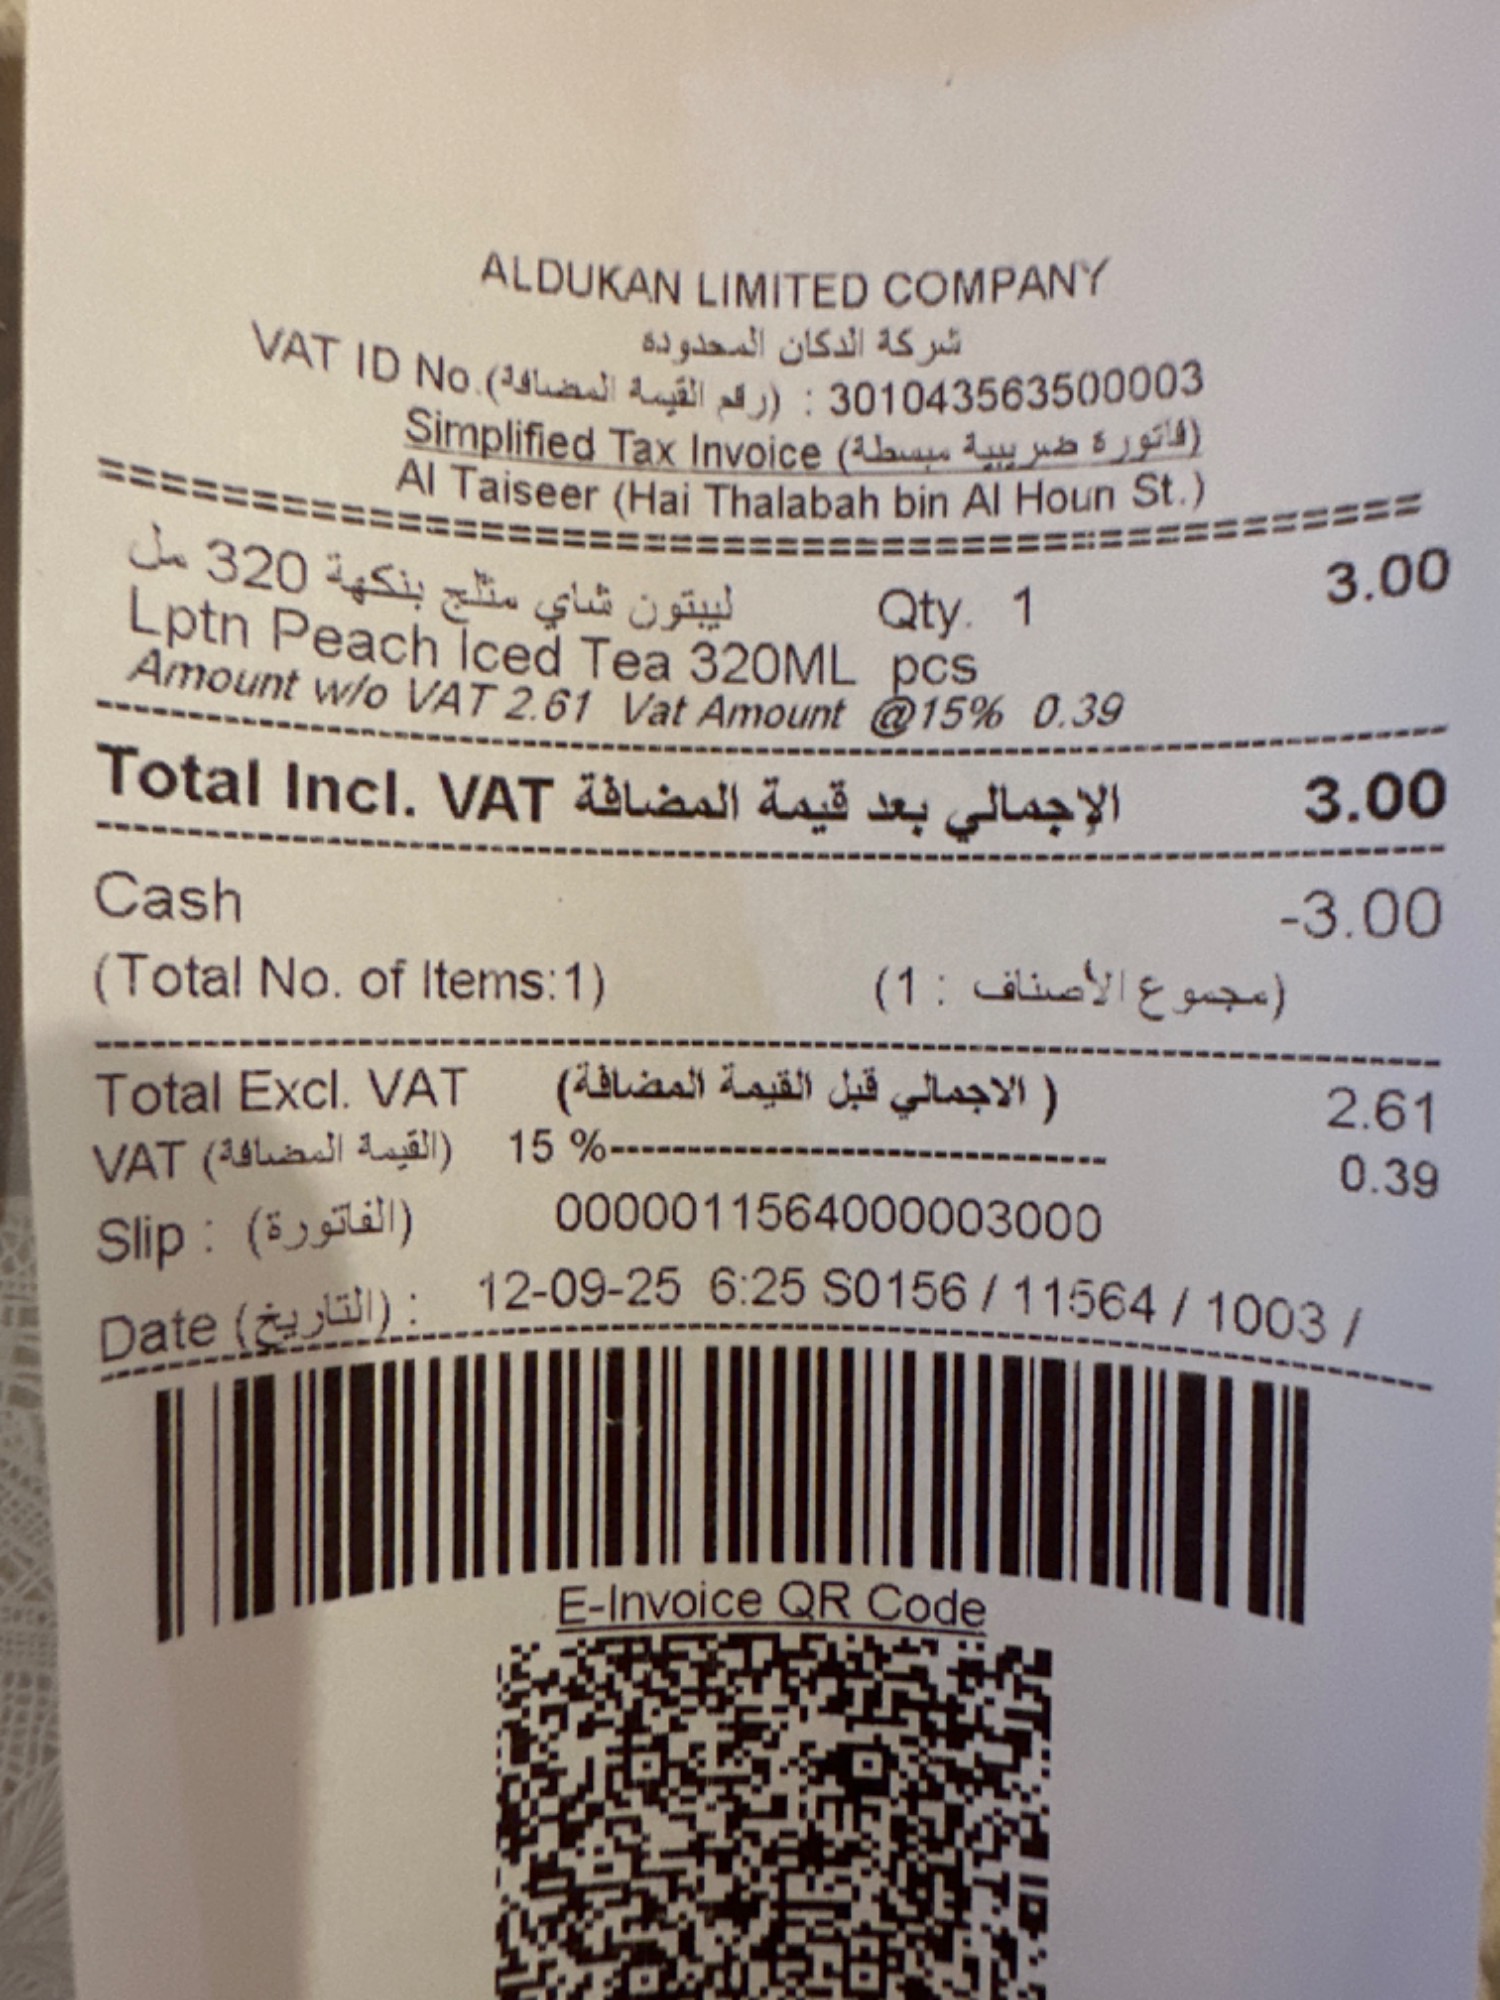 ALDUKAN LIMITED COMPANY
شركة الدكان المحدوده
VAT ID No.(رقم القيمة المضافة) : 301043563500003
Simplified Tax Invoice (فاتورة ضريبية مبسطة)
Al Taiseer (Hai Thalabah bin Al Houn St.)
ليبتون شاي مثلج بنكهة 320 مل Qty. 1 3.00
Lptn Peach Iced Tea 320ML pcs
Amount w/o VAT 2.61 Vat Amount @15% 0.39
Total Incl. VAT الإجمالي بعد قيمة المضافة 3.00
Cash -3.00
(Total No. of Items:1) (مجموع الأصناف : 1)
Total Excl. VAT (الاجمالي قبل القيمة المضافة ) 2.61
VAT (القيمة المضافة) 15 %------------------------------- 0.39
Slip : (الفاتورة) 0000011564000003000
Date (التاريخ) : 12-09-25 6:25 S0156 / 11564 / 1003 /
E-Invoice QR Code